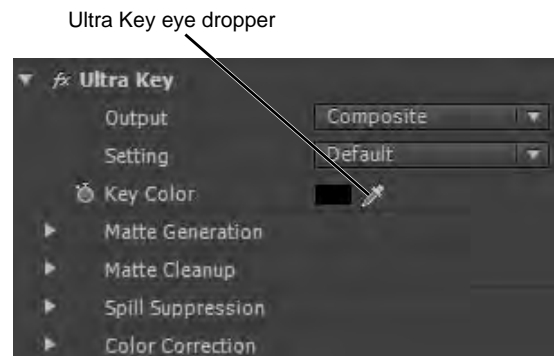 Ultra Key eye dropper
fx Ultra Key
Output Composite
Setting Default
Key Color
Matte Generation
Matte Cleanup
Spill Suppression
Color Correction